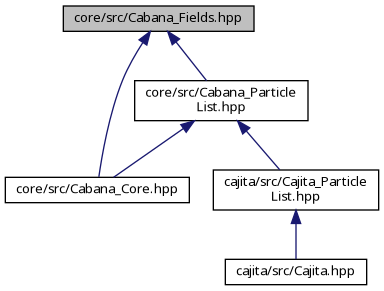 core/src/Cabana_Fields.hpp
core/src/Cabana_Particle
List.hpp
core/src/Cabana_Core.hpp
cajita/src/Cajita_Particle
List.hpp
cajita/src/Cajita.hpp